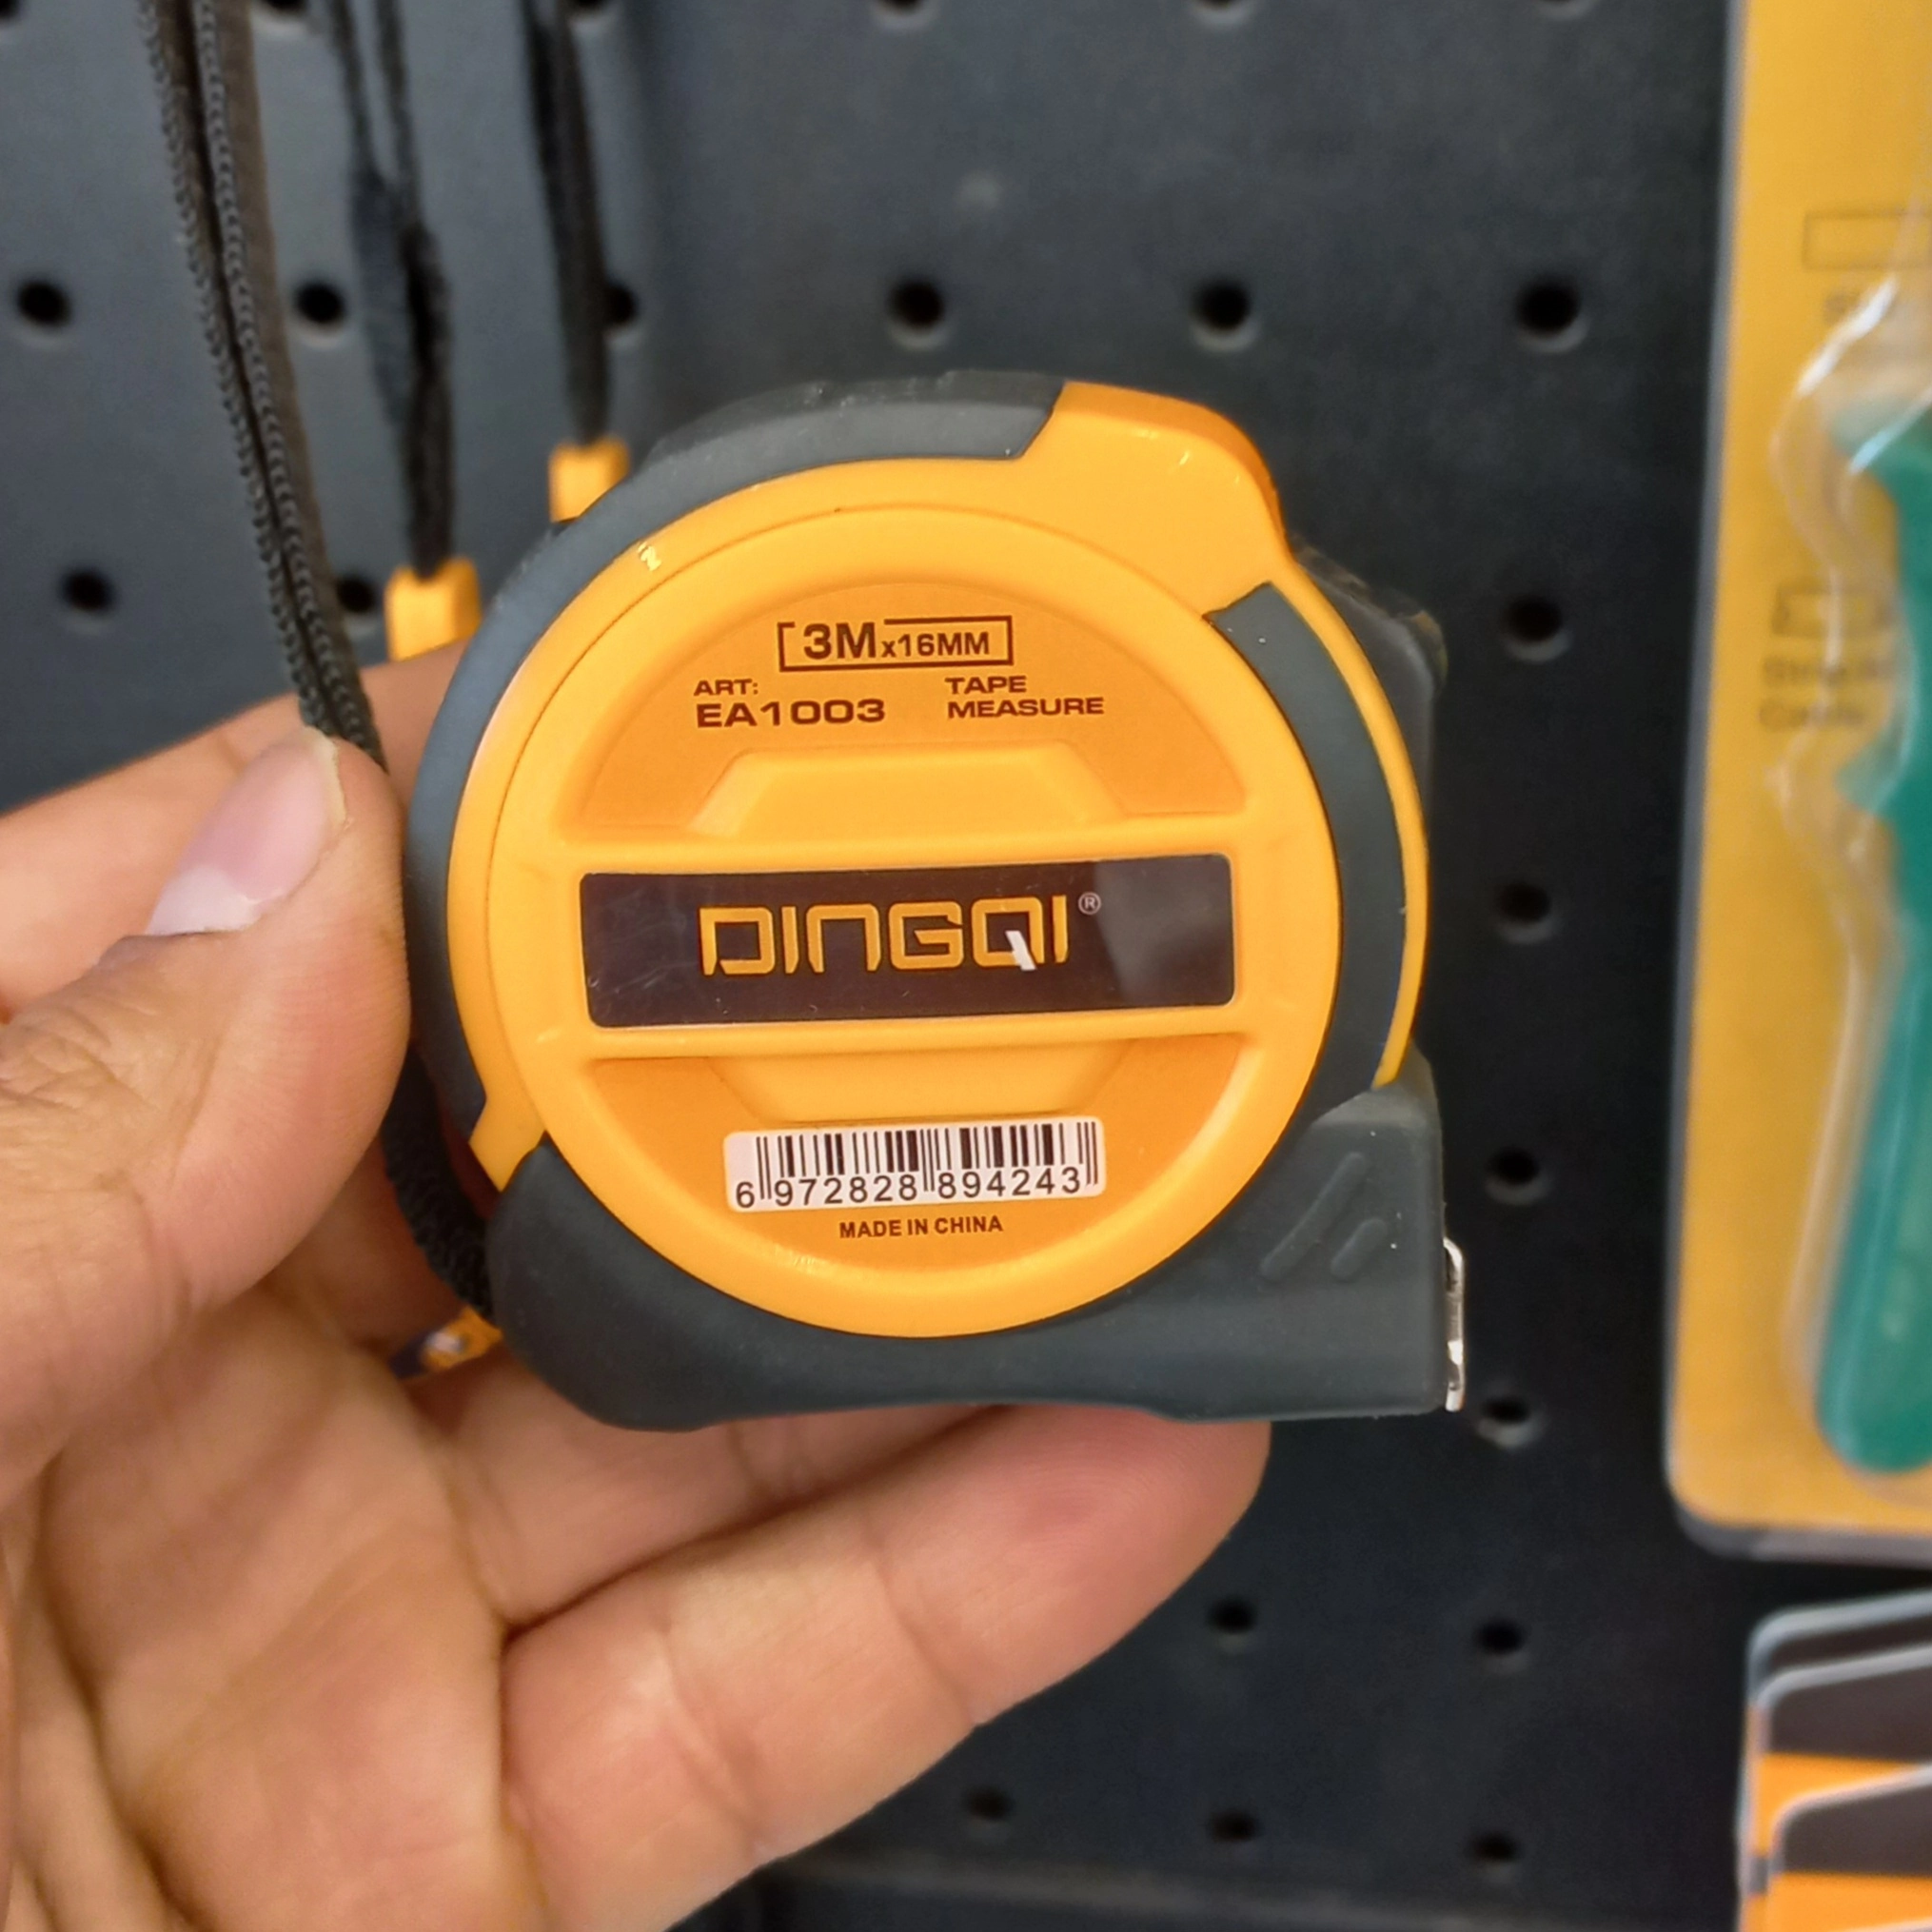 3Mx16MM
ART: TAPE
EA1003 MEASURE
DINGQI®
6 972828 894243
MADE IN CHINA